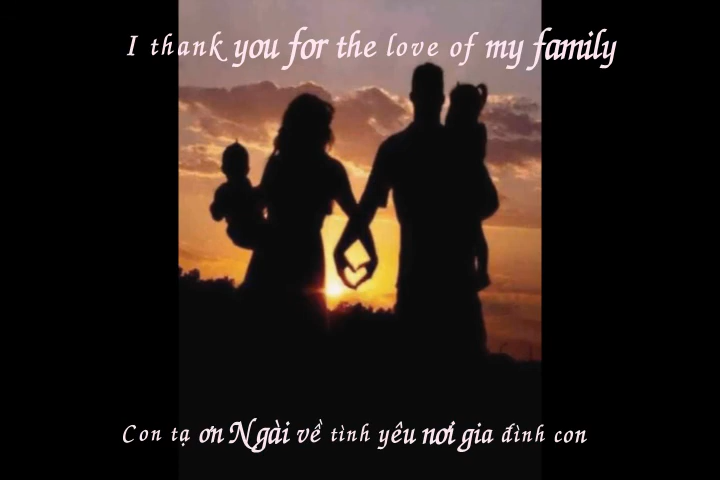 I thank you for the love of my family
Con tạ ơn Ngài về tình yêu nơi gia đình con